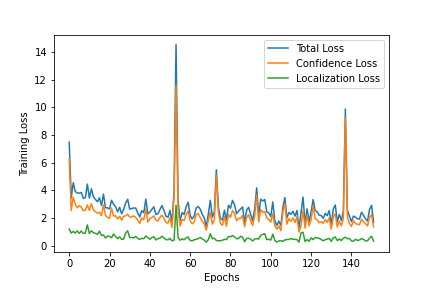 Total Loss
Confidence Loss
Localization Loss
Training Loss
14
12
10
8
6
4
2
0
0 20 40 60 80 100 120 140
Epochs